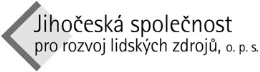 Jihočeská společnost
pro rozvoj lidských zdrojů, o. p. s.